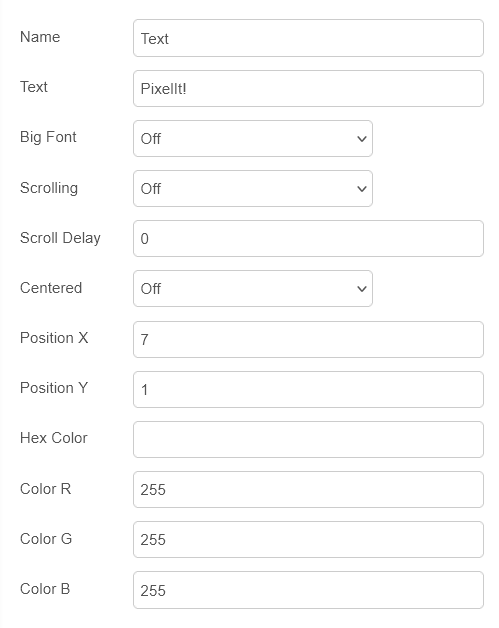 Name Text
Text PixelIt!
Big Font Off
Scrolling Off
Scroll Delay 0
Centered Off
Position X 7
Position Y 1
Hex Color
Color R 255
Color G 255
Color B 255